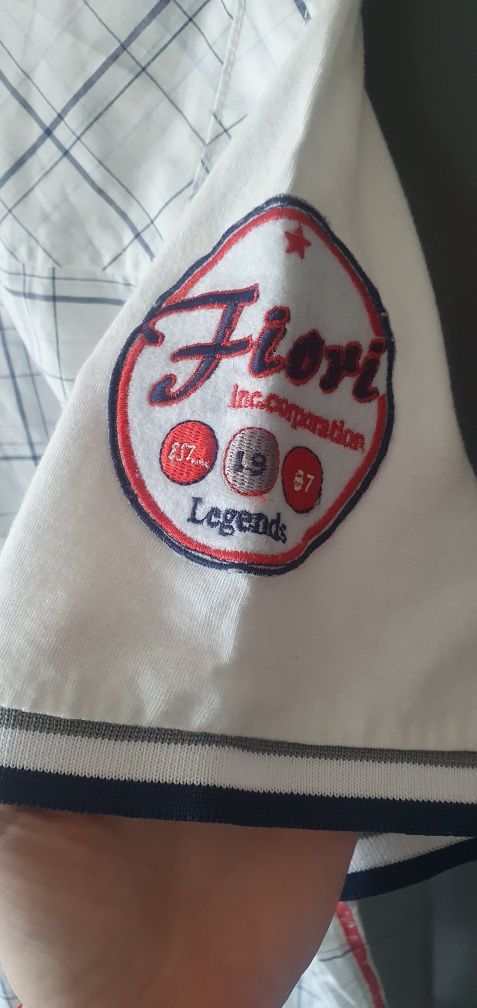 Fiori
Inc.corporation
EST... 19 87
Legends